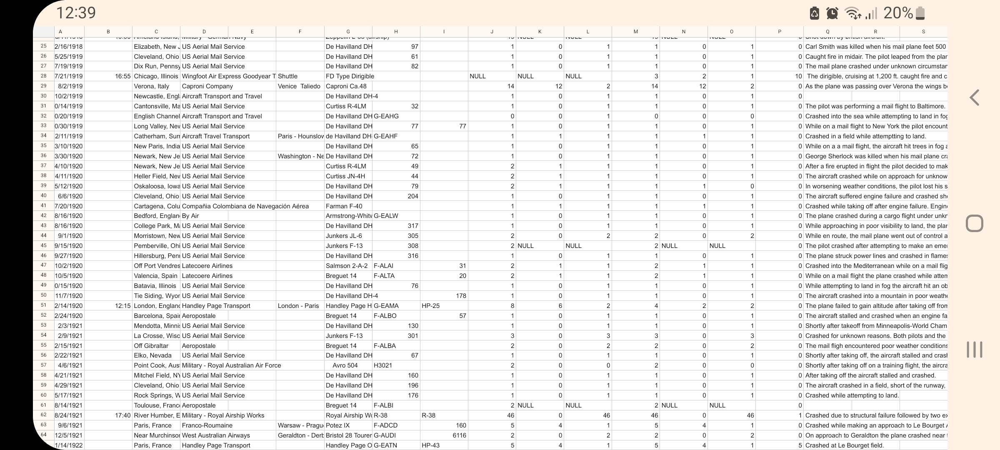 12:39 20%
A B C D E F G H I J K L M N O P Q R S
25 2/16/1918 Elizabeth, New J US Aerial Mail Service De Havilland DH 97 1 0 1 1 0 1 0 Carl Smith was killed when his mail plane feet 500
26 5/25/1919 Cleveland, Ohio US Aerial Mail Service De Havilland DH 61 1 0 1 1 0 1 0 Caught fire in midair. The pilot leaped from the plan
27 7/19/1919 Dix Run, Pennsy US Aerial Mail Service De Havilland DH 82 1 0 1 1 0 1 0 The mail plane crashed under unknown circumstan
28 7/21/1919 16:55 Chicago, Illinois Wingfoot Air Express Goodyear T Shuttle FD Type Dirigible NULL NULL NULL 3 2 1 10 The dirigible, cruising at 1,200 ft. caught fire and c
29 8/2/1919 Verona, Italy Caproni Company Venice Taliedo Caproni Ca.48 14 12 2 14 12 2 0 As the plane was passing over Verona the wings be
30 10/2/1919 Newcastle, Engl Aircraft Transport and Travel De Havilland DH-4 1 0 1 1 0 1 0
31 0/14/1919 Cantonsville, Ma US Aerial Mail Service Curtiss R-4LM 32 1 0 1 1 0 1 0 The pilot was performing a mail flight to Baltimore.
32 0/20/1919 English Channel Aircraft Transport and Travel De Havilland DH G-EAHG 0 0 1 0 0 0 0 Crashed into the sea while attempting to land in fog
33 0/30/1919 Long Valley, New US Aerial Mail Service De Havilland DH 77 77 1 0 1 1 0 1 0 While on a mail flight to New York the pilot encount
34 2/11/1919 Catherham, Surr Aircraft Travel Transport Paris - Hounslow de Havilland DH- G-EAHF 1 1 1 1 1 1 0 Crashed in a field while attemptting to land.
35 3/10/1920 New Paris, India US Aerial Mail Service De Havilland DH 65 1 0 1 1 0 1 0 While on a a mail flight, the aircraft hit trees in fog a
36 3/30/1920 Newark, New Je US Aerial Mail Service Washington - Ne De Havilland DH 72 1 0 1 1 0 1 0 George Sherlock was killed when his mail plane cra
37 4/10/1920 Newark, New Je US Aerial Mail Service Curtiss R-4LM 49 2 1 1 1 0 1 0 After a fire erupted in flight the pilot decided to mak
38 4/11/1920 Heller Field, New US Aerial Mail Service Curtiss JN-4H 44 2 1 1 1 0 1 0 The aircraft crashed while on approach for unknow
39 5/12/1920 Oskaloosa, Iowa US Aerial Mail Service De Havilland DH 79 2 1 1 1 1 0 0 In worsening weather conditions, the pilot lost his s
40 6/6/1920 Cleveland, Ohio US Aerial Mail Service De Havilland DH 204 1 0 1 1 0 1 0 The aircraft suffered engine failure and crashed sho
41 7/20/1920 Cartagena, Colu Compañia Colombiana de Navegación Aérea Farman F-40 1 1 1 1 1 1 0 Crashed while taking off after engine failure. Engine
42 8/16/1920 Bedford, Englan By Air Armstrong-Whitw G-EALW 1 0 1 1 0 1 0 The plane crashed during a cargo flight under unkn
43 8/16/1920 College Park, Ma US Aerial Mail Service De Havilland DH 317 1 0 1 1 0 1 0 While approaching in poor visibility to land, the plan
44 9/1/1920 Morristown, New US Aerial Mail Service Junkers JL-6 305 2 0 2 2 0 2 0 While en route, the mail plane went out of control a
45 9/15/1920 Pemberville, Ohi US Aerial Mail Service Junkers F-13 308 2 NULL NULL 2 NULL NULL 0 The pilot crashed after attempting to make an emer
46 9/27/1920 Hillersburg, Penn US Aerial Mail Service De Havilland DH 316 1 0 1 1 0 1 0 The plane struck power lines and crashed in flames
47 10/2/1920 Off Port Vendres Latecoere Airlines Salmson 2-A-2 F-ALAI 31 2 1 1 2 1 1 0 Crashed into the Mediterranean while on a mail flig
48 10/5/1920 Valencia, Spain Latecoere Airlines Breguet 14 F-ALTA 20 2 1 1 2 1 1 0 While on a mail flight the plane crashed while attem
49 0/15/1920 Batavia, Illinois US Aerial Mail Service De Havilland DH 76 1 0 1 1 0 1 0 While attempting to land in fog the aircraft hit an ob
50 11/7/1920 Tie Siding, Wyor US Aerial Mail Service De Havilland DH-4 178 1 0 1 1 0 1 0 The aircraft crashed into a mountain in poor weathe
51 2/14/1920 12:15 London, England Handley Page Transport London - Paris Handley Page H G-EAMA HP-25 8 6 2 4 2 2 0 The plane failed to gain altitude after taking off from
52 2/24/1920 Barcelona, Spain Aeropostale Breguet 14 F-ALBO 57 1 0 1 1 0 1 0 The aircraft stalled and crashed when an engine fa
53 2/3/1921 Mendotta, Minnis US Aerial Mail Service De Havilland DH 130 1 0 1 1 0 1 0 Shortly after takeoff from Minneapolis-World Cham
54 2/9/1921 La Crosse, Wisc US Aerial Mail Service Junkers F-13 301 3 0 3 3 0 3 0 Crashed for unknown reasons. Both pilots and the
55 2/15/1921 Off Gibraltar Aeropostale Breguet 14 F-ALBA 2 0 2 2 0 2 0 The mail fligh encountered poor weather conditions
56 2/22/1921 Elko, Nevada US Aerial Mail Service De Havilland DH 67 1 0 1 1 0 1 0 Shortly after taking off, the aircraft stalled and crash
57 4/6/1921 Point Cook, Aus Military - Royal Australian Air Force Avro 504 H3021 2 0 0 2 0 0 0 Shortly after taking off on a training flight, the aircra
58 4/21/1921 Mitchel Field, NY US Aerial Mail Service De Havilland DH 160 1 0 1 1 0 1 0 After taking off the aircraft stalled and crashed.
59 4/29/1921 Cleveland, Ohio US Aerial Mail Service De Havilland DH 196 1 0 1 1 0 1 0 The aircraft crashed in a field, short of the runway,
60 5/17/1921 Rock Springs, W US Aerial Mail Service De Havilland DH 176 1 0 1 1 0 1 0 Crashed while attempting to land.
61 8/14/1921 Toulouse, France Aeropostale Breguet 14 F-ALBI 2 NULL NULL 2 NULL NULL 0
62 8/24/1921 17:40 River Humber, E Military - Royal Airship Works Royal Airship Wo R-38 R-38 46 0 46 46 0 46 1 Crashed due to structural failure followed by two ex
63 9/6/1921 Paris, France Franco-Roumaine Warsaw - Pragu Potez IX F-ADCD 160 5 4 1 5 4 1 0 Crashed while making an approach to Le Bourget A
64 12/5/1921 Near Murchinson West Australian Airways Geraldton - Derb Bristol 28 Tourer G-AUDI 6116 2 0 2 2 0 2 0 On approach to Geraldton the plane crashed near
1/14/1922 Paris, France Handley Page Transport Handley Page O G-EATN HP-43 5 4 1 5 4 1 5 Crashed at Le Bourget field.